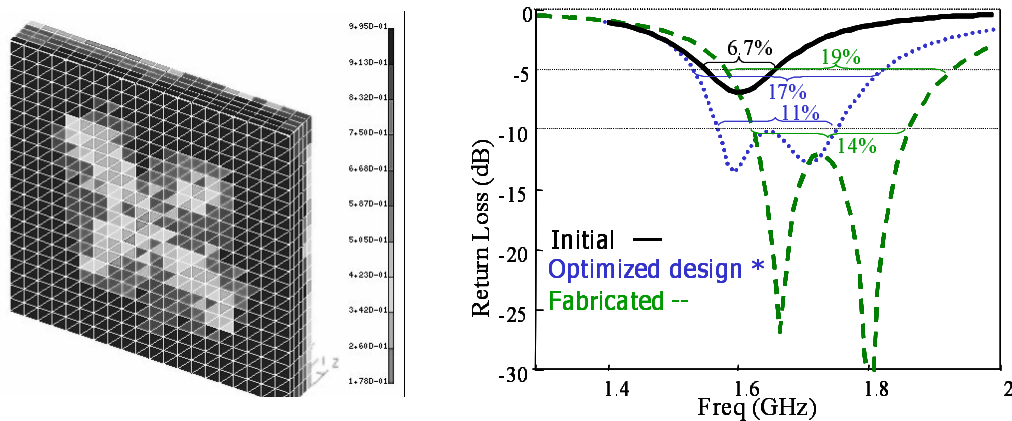 9.95D-01
9.13D-01
8.32D-01
7.50D-01
6.68D-01
5.07D-01
5.05D-01
4.23D-01
3.42D-01
2.60D-01
1.78D-01
Z
0
-5
-10
-15
-20
-25
-30
Return Loss (dB)
6.7%
19%
17%
11%
14%
Initial
Optimized design *
Fabricated --
1.4
1.6
1.8
2
Freq (GHz)